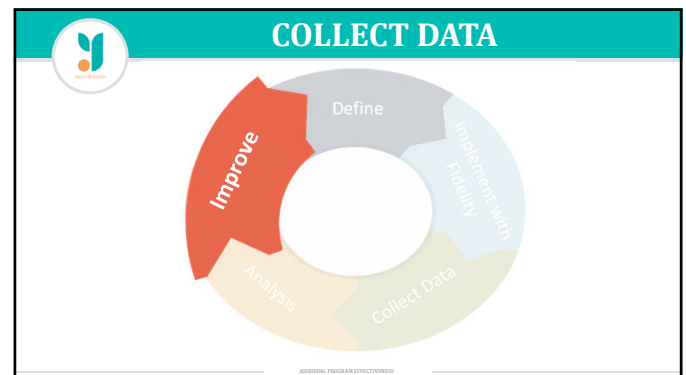 COLLECT DATA
Define
Implement with
Fidelity
Collect Data
Analysis
Improve
ASSESSING PROGRAM EFFECTIVENESS